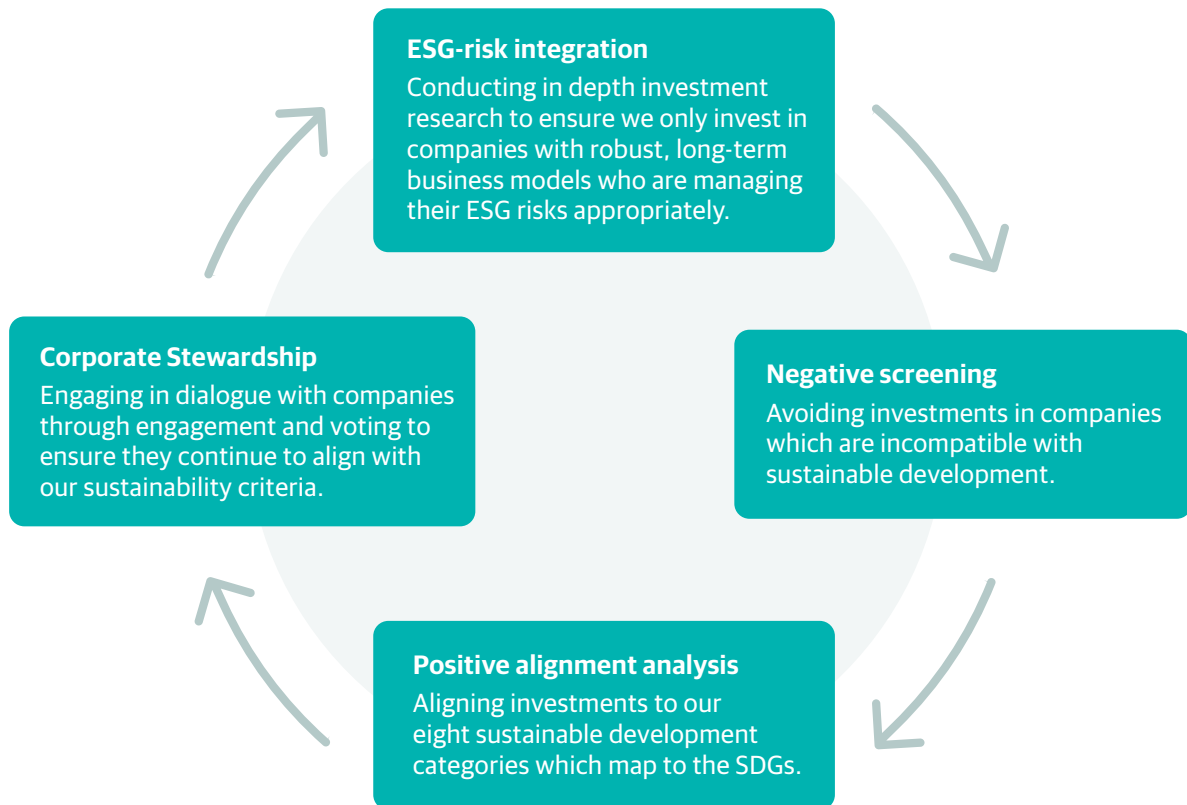 ESG-risk integration
Conducting in depth investment
research to ensure we only invest in
companies with robust, long-term
business models who are managing
their ESG risks appropriately.
Negative screening
Avoiding investments in companies
which are incompatible with
sustainable development.
Positive alignment analysis
Aligning investments to our
eight sustainable development
categories which map to the SDGs.
Corporate Stewardship
Engaging in dialogue with companies
through engagement and voting to
ensure they continue to align with
our sustainability criteria.